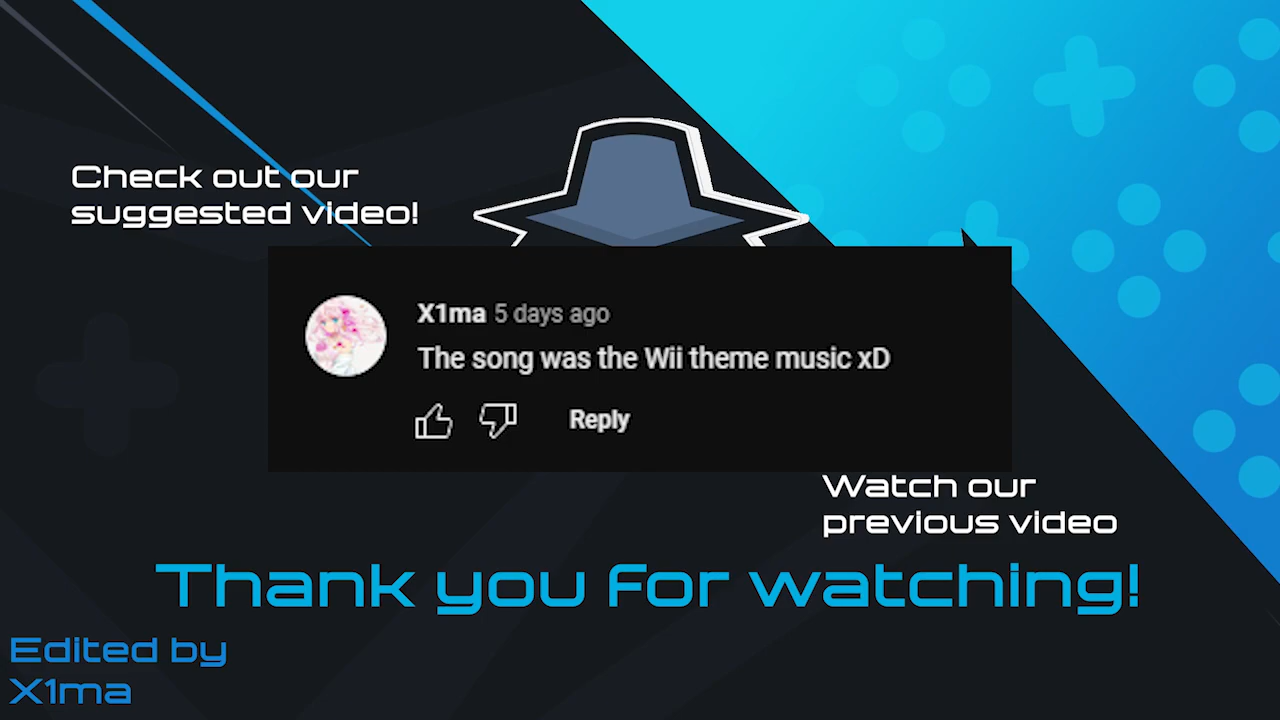 Check out our
suggested video!
X1ma 5 days ago
The song was the Wii theme music xD
Reply
Watch our
previous video
Thank you for watching!
Edited by
X1ma